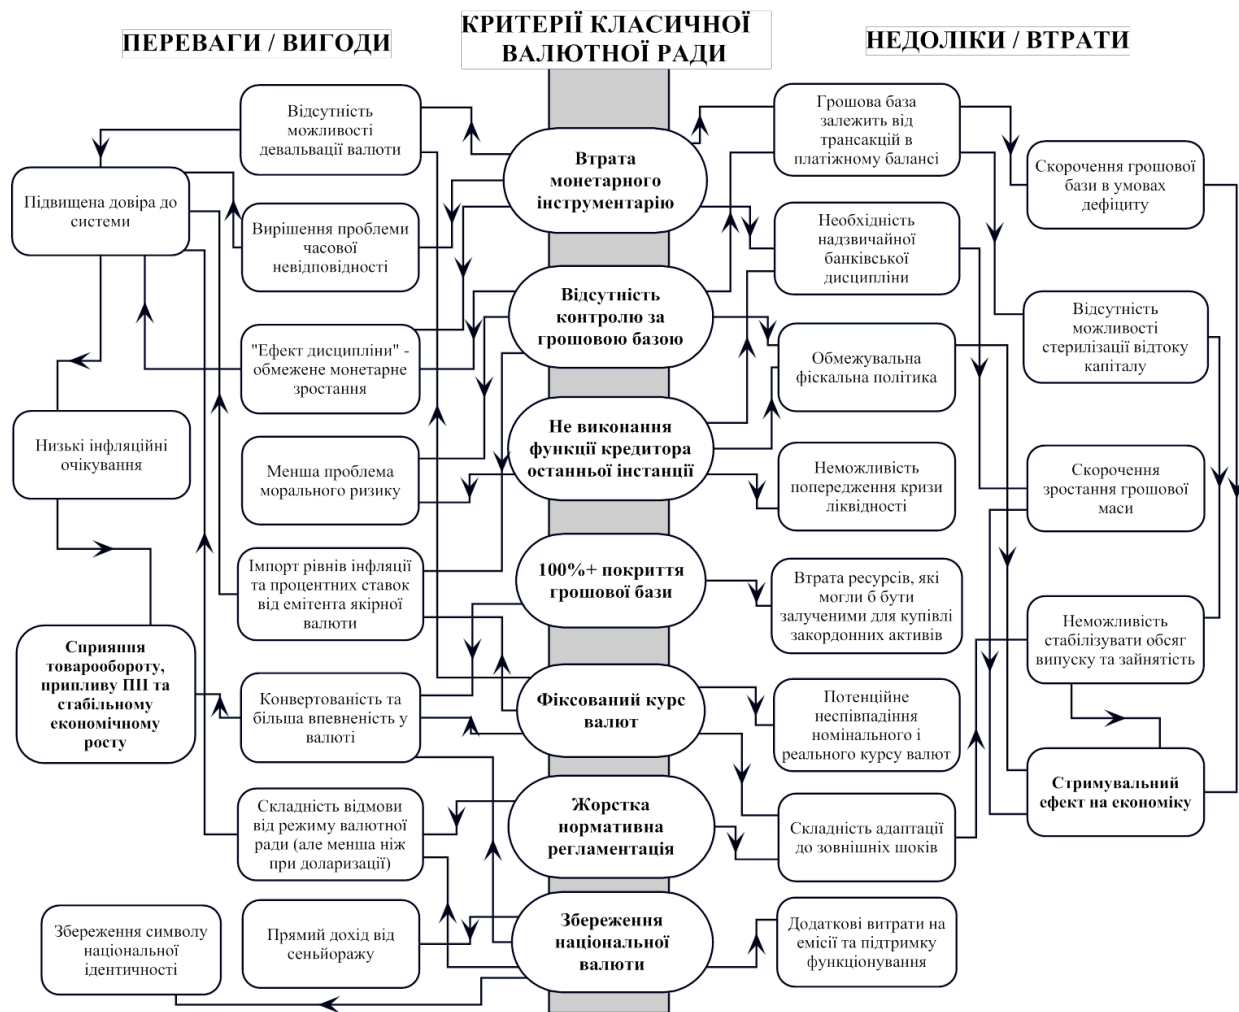 ПЕРЕВАГИ / ВИГОДИ
КРИТЕРІЇ КЛАСИЧНОЇ
ВАЛЮТНОЇ РАДИ
НЕДОЛІКИ / ВТРАТИ
Відсутність
можливості
девальвації валюти
Підвищена довіра до
системи
Вирішення проблеми
часової
невідповідності
"Ефект дисципліни" -
обмежене монетарне
зростання
Низькі інфляційні
очікування
Менша проблема
морального ризику
Імпорт рівнів інфляції
та процентних ставок
від емітента якірної
валюти
Сприяння
товарообороту,
припливу ПІІ та
стабільному
економічному
росту
Конвертованість та
більша впевненість у
валюті
Складність відмови
від режиму валютної
ради (але менша ніж
при доларизації)
Збереження символу
національної
ідентичності
Прямий дохід від
сеньйоражу
Втрата
монетарного
інструментарію
Відсутність
контролю за
грошовою базою
Не виконання
функції кредитора
останньої інстанції
100%+ покриття
грошової бази
Фіксований курс
валют
Жорстка
нормативна
регламентація
Збереження
національної
валюти
Грошова база
залежить від
трансакцій в
платіжному балансі
Скорочення грошової
бази в умовах
дефіциту
Необхідність
надзвичайної
банківської
дисципліни
Відсутність
можливості
стерилізації відтоку
капіталу
Обмежувальна
фіскальна політика
Скорочення
зростання грошової
маси
Неможливість
попередження кризи
ліквідності
Втрата ресурсів, які
могли б бути
залученими для купівлі
закордонних активів
Неможливість
стабілізувати обсяг
випуску та зайнятість
Потенційне
неспівпадіння
номінального і
реального курсу валют
Стримувальний
ефект на економіку
Складність адаптації
до зовнішніх шоків
Додаткові витрати на
емісії та підтримку
функціонування